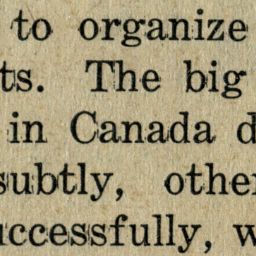 to organize
ts. The big
in Canada d
subtly, other
uccessfully, w